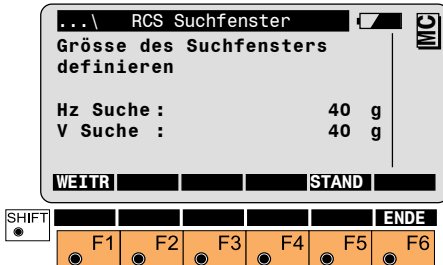 ...\ RCS Suchfenster MC
Grösse des Suchfensters
definieren
Hz Suche: 40 g
V Suche : 40 g
WEITR STAND
SHIFT ENDE
F1 F2 F3 F4 F5 F6